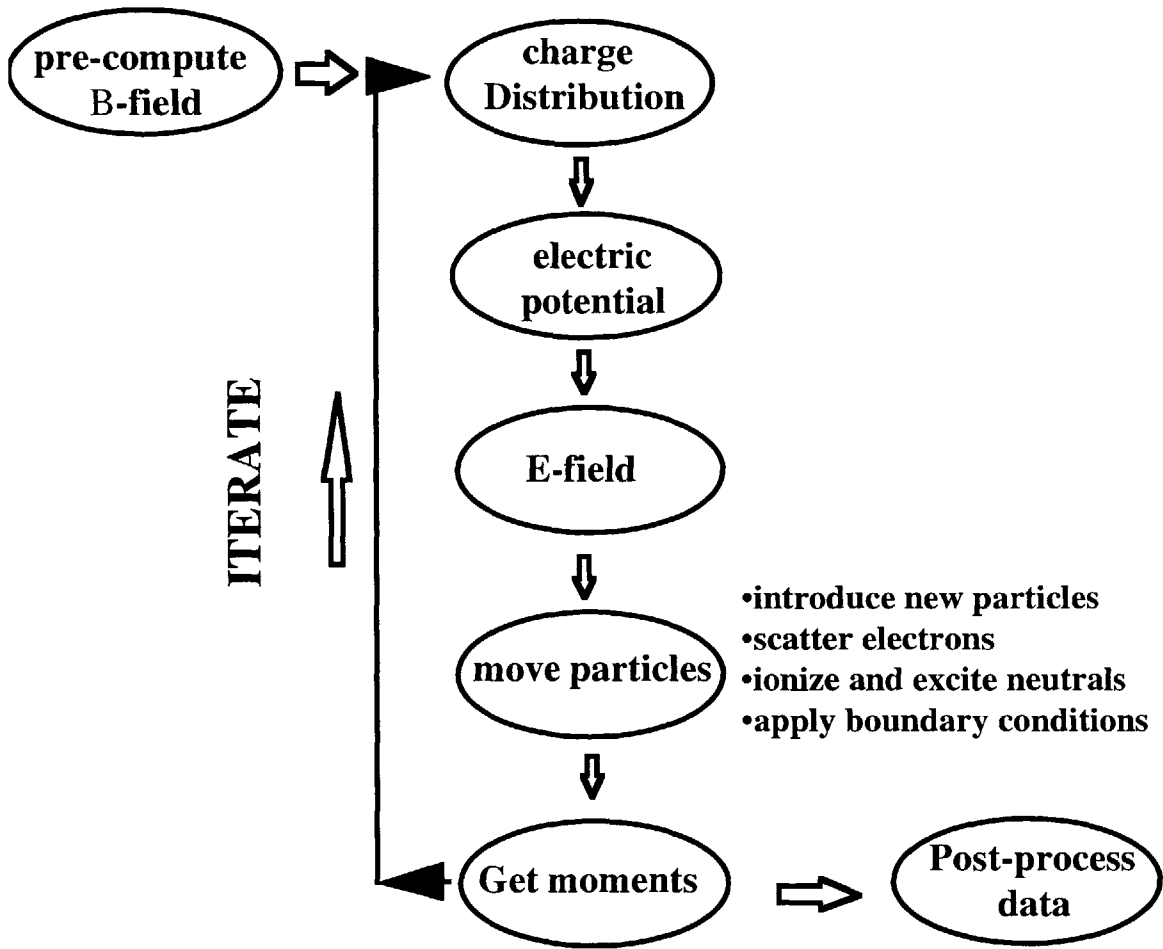 pre-compute
B-field
charge
Distribution
electric
potential
E-field
move particles
•introduce new particles
•scatter electrons
•ionize and excite neutrals
•apply boundary conditions
ITERATE
Get moments
Post-process
data